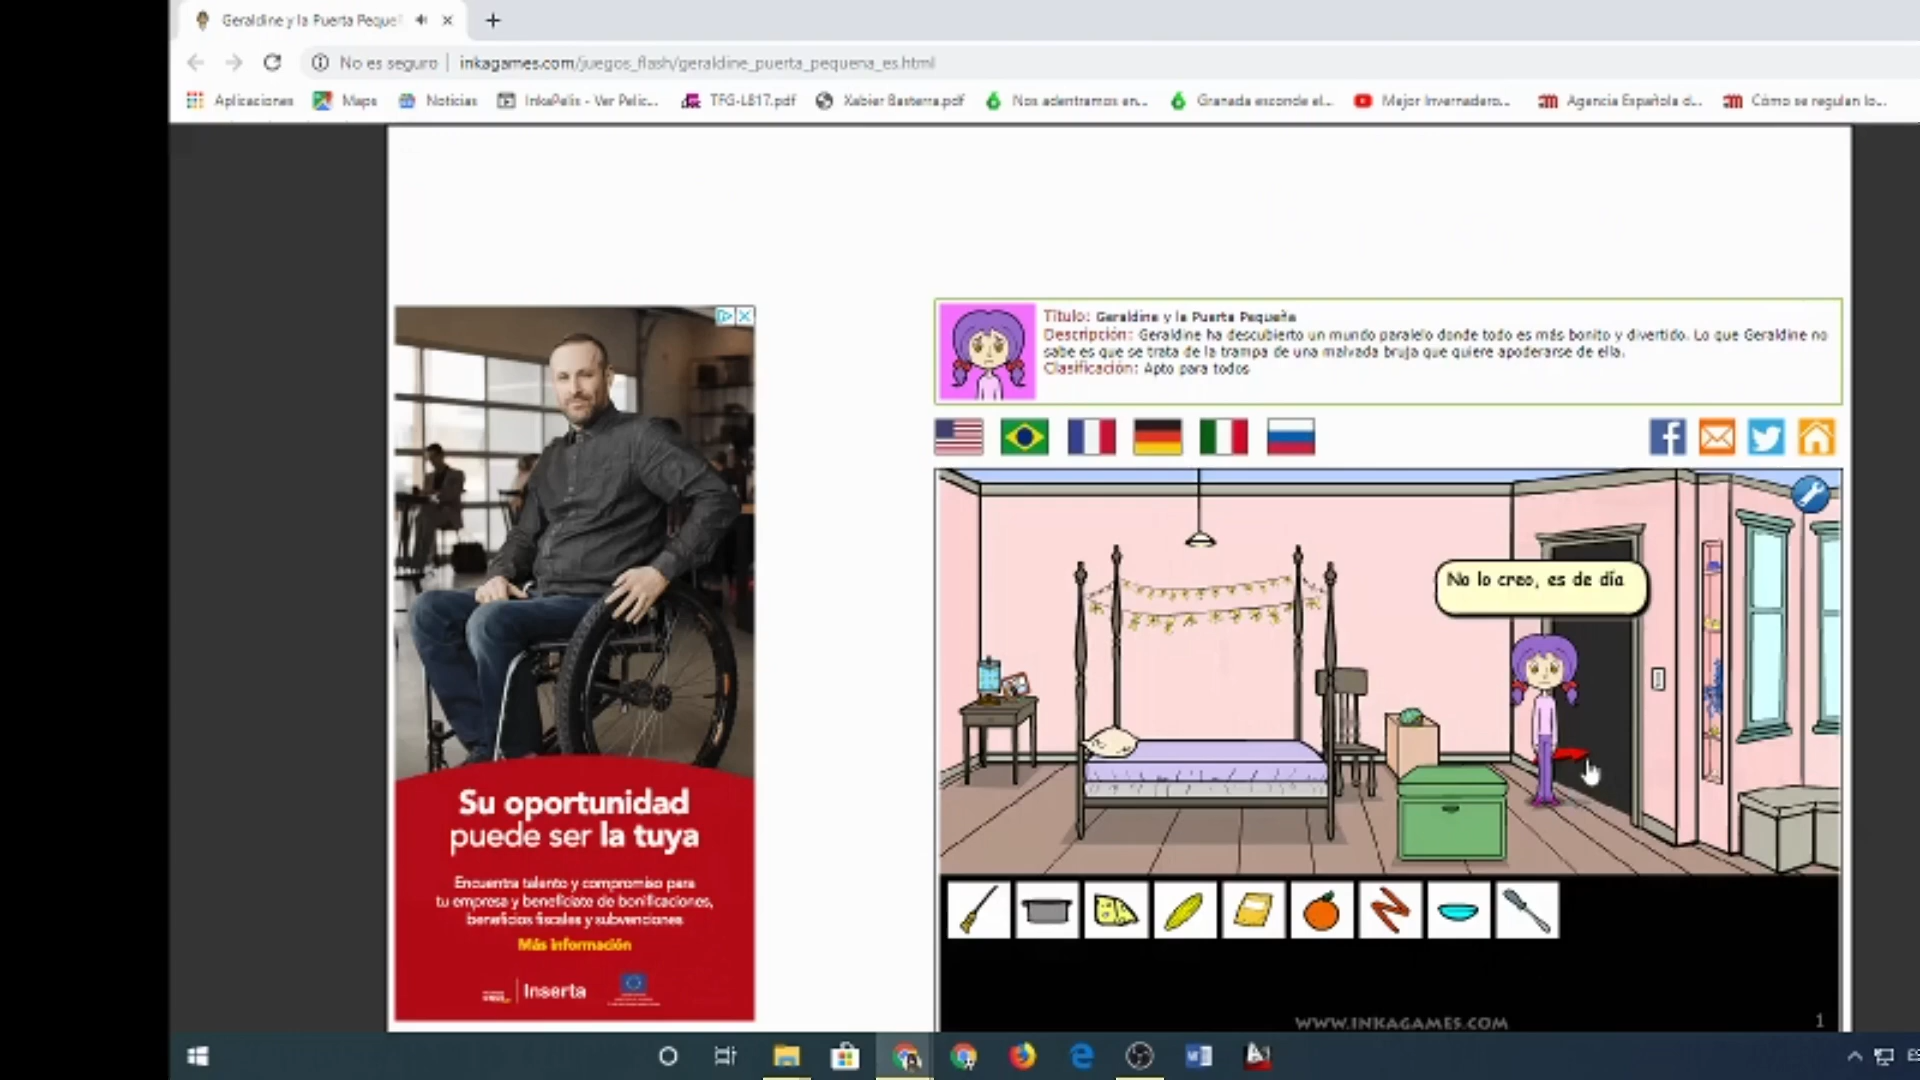 Geraldine y la Puerta Peque
No es seguro
inkagames.com/juegos_flash/geraldine_puerta_pequena_es.html
Aplicaciones
Maps
Noticias
InkaPelis - Ver Pelíc...
TFG-L817.pdf
Xabier Basterra.pdf
Nos adentramos en...
Granada esconde el...
Mejor Invernadero...
Agencia Española d...
Cómo se regulan lo...
Título: Geraldine y la Puerta Pequeña
Descripción: Geraldine ha descubierto un mundo paralelo donde todo es más bonito y divertido. Lo que Geraldine no
sabe es que se trata de la trampa de una malvada bruja que quiere apoderarse de ella.
Clasificación: Apto para todos
No lo creo, es de día
Su oportunidad
puede ser la tuya
Encuentra talento y compromiso para
tu empresa y benefíciate de bonificaciones,
beneficios fiscales y subvenciones
Más información
Inserta
WWW.INKAGAMES.COM
1